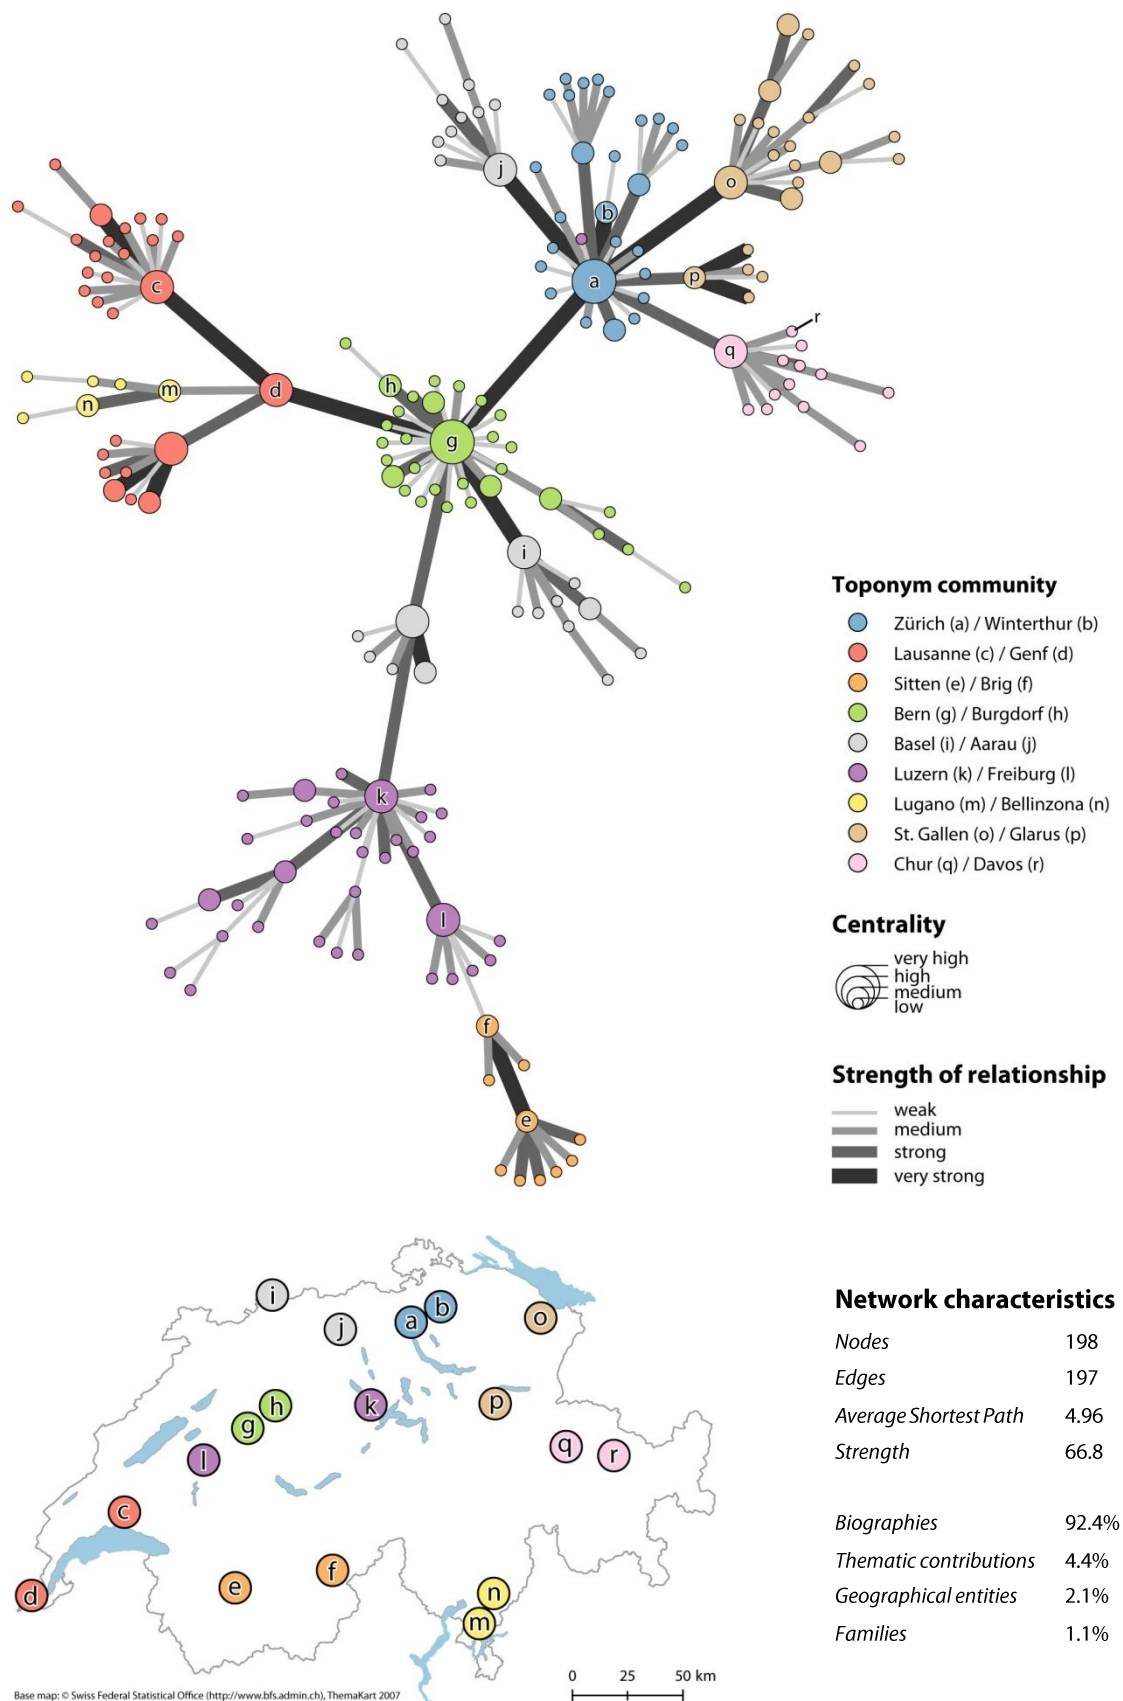 j
o
b
a
p
c
r
q
h
m
d
n
g
i
Toponym community
Zürich (a) / Winterthur (b)
Lausanne (c) / Genf (d)
Sitten (e) / Brig (f)
Bern (g) / Burgdorf (h)
Basel (i) / Aarau (j)
Luzern (k) / Freiburg (l)
Lugano (m) / Bellinzona (n)
St. Gallen (o) / Glarus (p)
Chur (q) / Davos (r)
k
l
Centrality
very high
high
medium
low
f
e
Strength of relationship
weak
medium
strong
very strong
i
j
a
b
o
h
g
k
p
l
q
r
c
d
e
f
n
m
Network characteristics
Nodes 198
Edges 197
Average Shortest Path 4.96
Strength 66.8
Biographies 92.4%
Thematic contributions 4.4%
Geographical entities 2.1%
Families 1.1%
0 25 50 km
Base map: © Swiss Federal Statistical Office (http://www.bfs.admin.ch), ThemaKart 2007